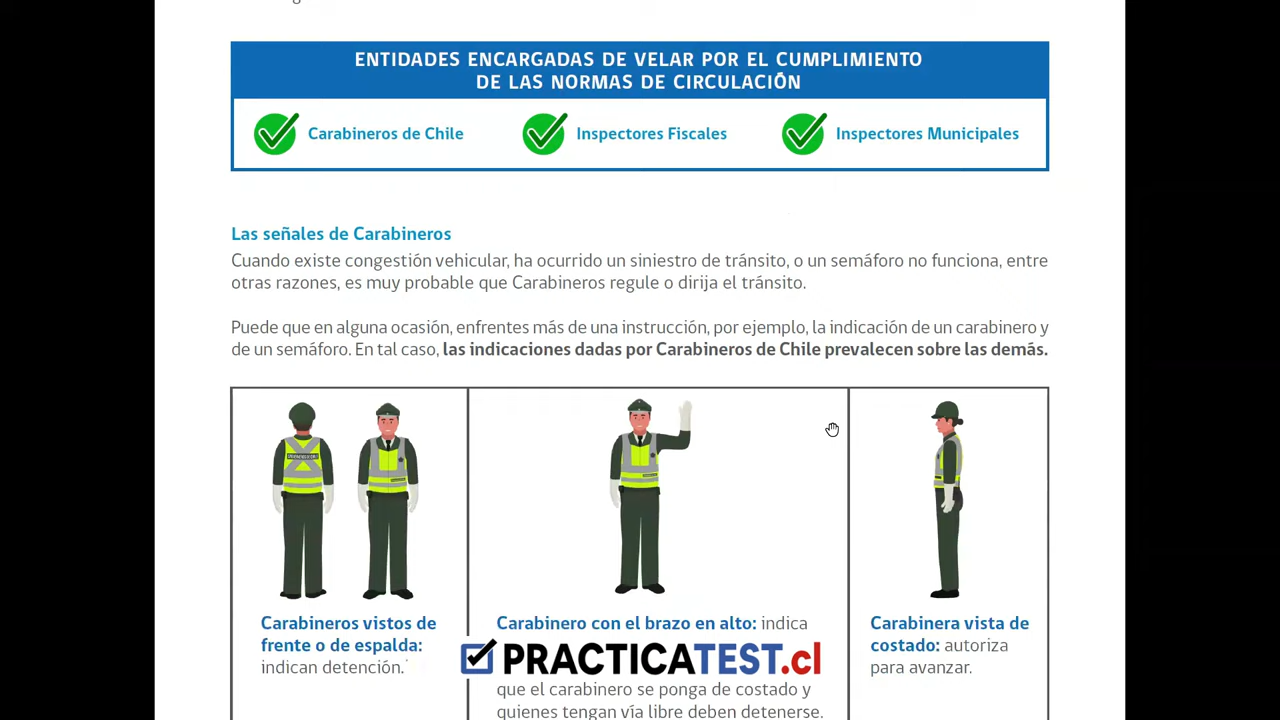 ENTIDADES ENCARGADAS DE VELAR POR EL CUMPLIMIENTO
DE LAS NORMAS DE CIRCULACIÓN
Carabineros de Chile
Inspectores Fiscales
Inspectores Municipales
Las señales de Carabineros
Cuando existe congestión vehicular, ha ocurrido un siniestro de tránsito, o un semáforo no funciona, entre
otras razones, es muy probable que Carabineros regule o dirija el tránsito.
Puede que en alguna ocasión, enfrentes más de una instrucción, por ejemplo, la indicación de un carabinero y
de un semáforo. En tal caso, las indicaciones dadas por Carabineros de Chile prevalecen sobre las demás.
Carabineros vistos de
frente o de espalda:
indican detención.
Carabinero con el brazo en alto: indica
PRACTICATEST.cl
que el carabinero se ponga de costado y
quienes tengan vía libre deben detenerse.
Carabinera vista de
costado: autoriza
para avanzar.